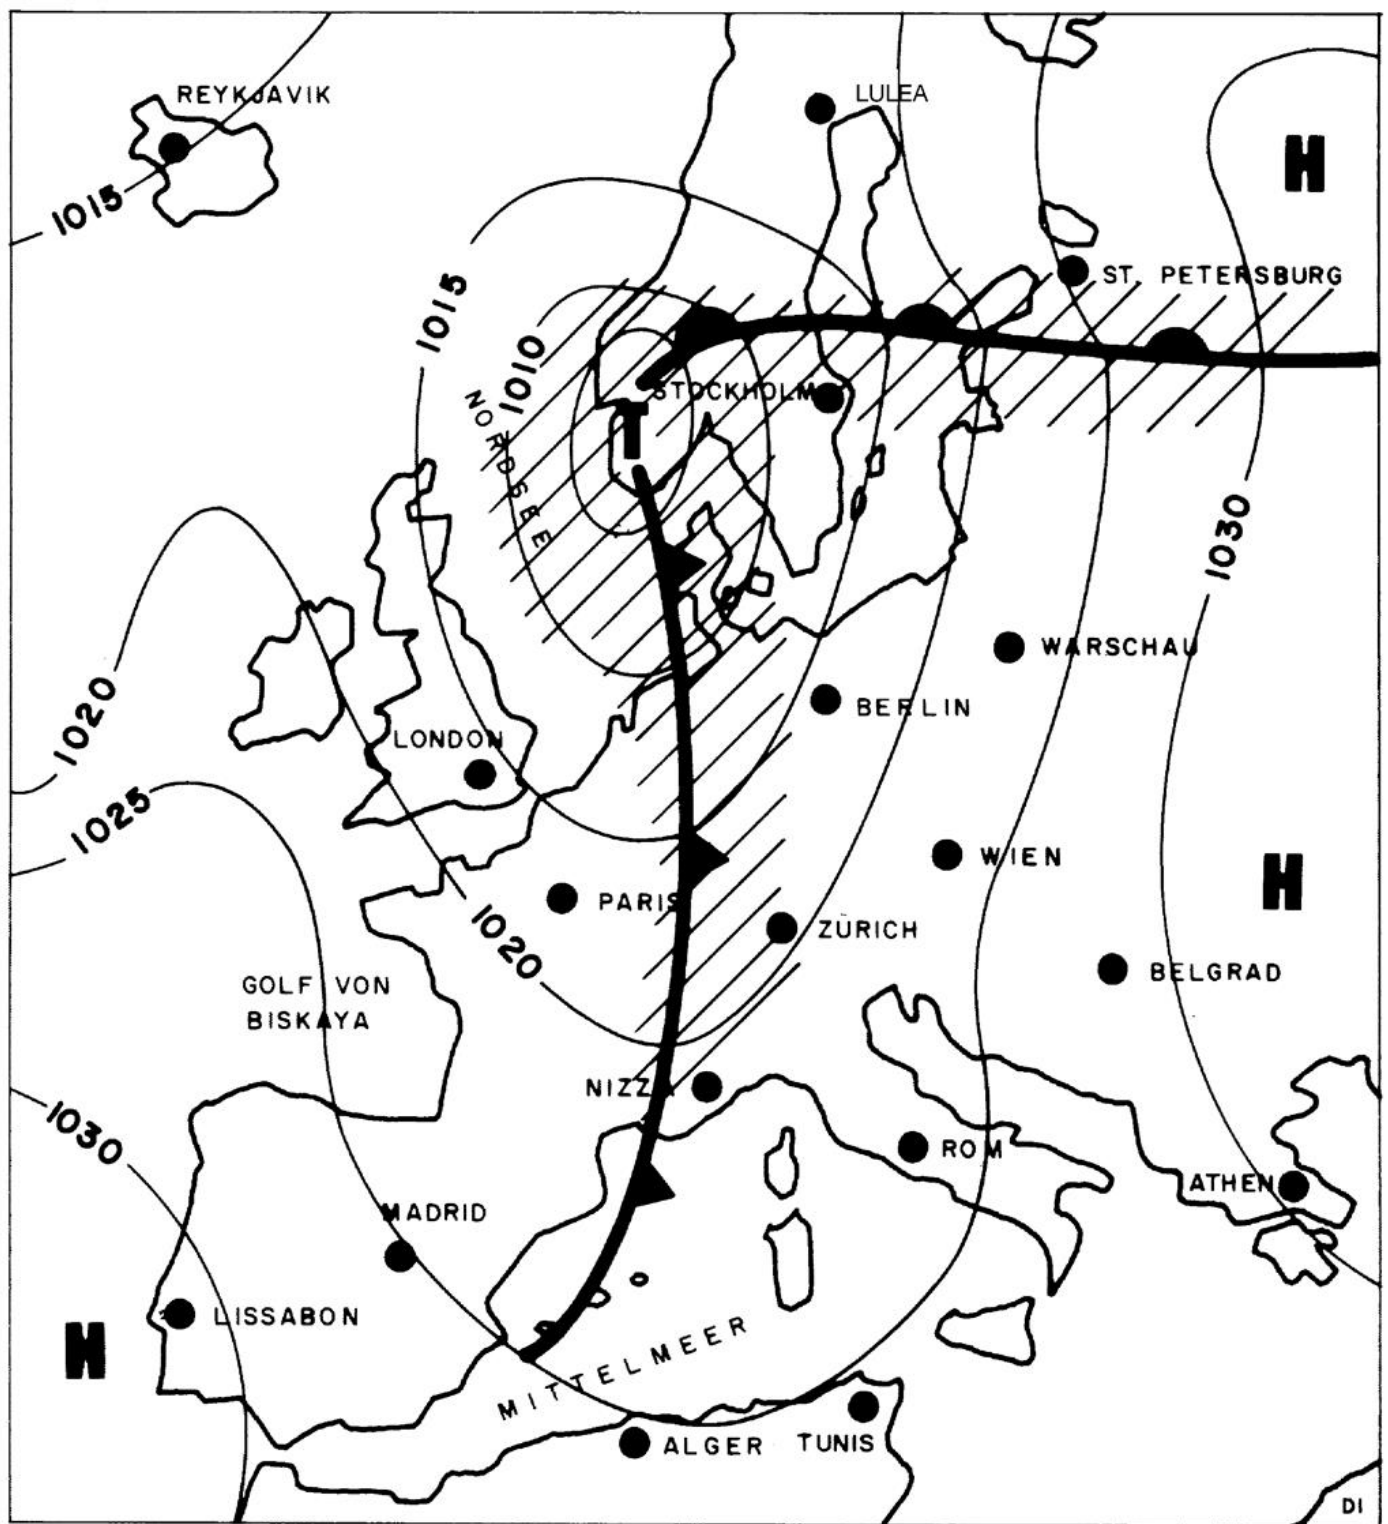 REYKJAVIK
LULEA
H
1015
ST. PETERSBURG
1015
1010
STOCKHOLM
NORDSEE
T
1030
WARSCHAU
1020
BERLIN
LONDON
1025
WIEN
H
PARIS
1020
ZÜRICH
BELGRAD
GOLF VON
BISKAYA
NIZZA
1030
ROM
ATHEN
MADRID
LISSABON
H
MITTELMEER
ALGER
TUNIS
DI